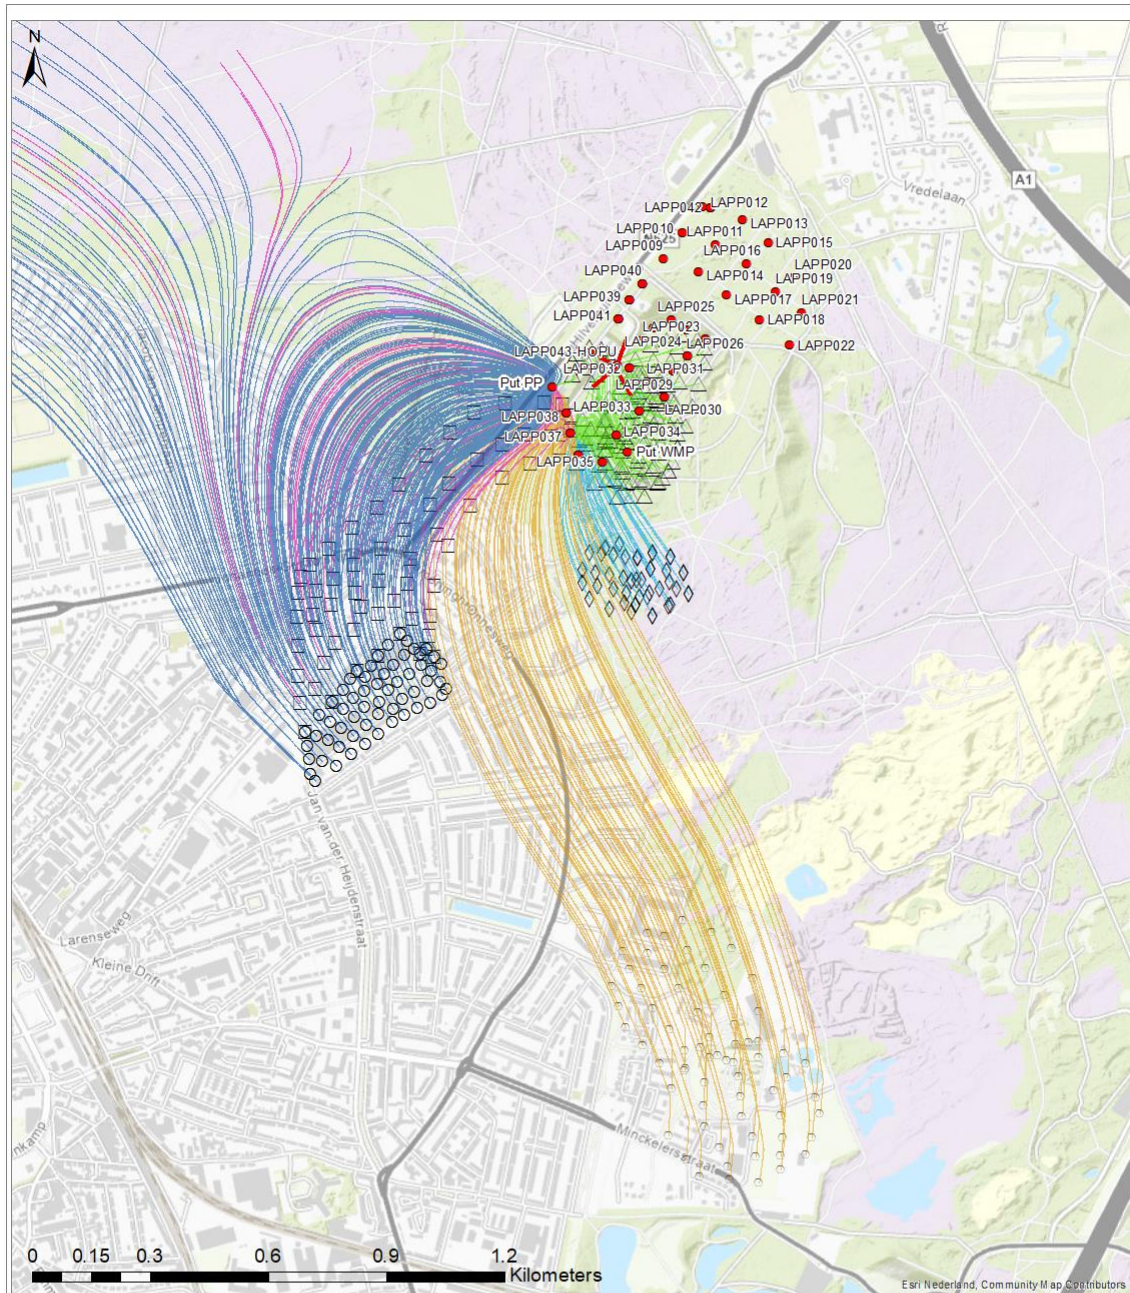 N
A1
Vredelaan
LAPP042
LAPP012
LAPP013
LAPP010
LAPP011
N525
LAPP015
LAPP009
LAPP016
LAPP020
LAPP040
LAPP014
LAPP019
LAPP039
LAPP017
LAPP021
LAPP025
LAPP041
LAPP023
LAPP018
LAPP024
LAPP026
LAPP022
LAPP043-HOPU
LAPP032
LAPP031
Put PP
LAPP029
LAPP033
LAPP030
LAPP038
LAPP037
LAPP034
Put WMP
LAPP035
Jan van der Heijdenstraat
Larenseweg
Kleine Drift
Minckelersstraat
nkamp
0 0.15 0.3 0.6 0.9 1.2
Kilometers
Esri Nederland, Community Map Contributors